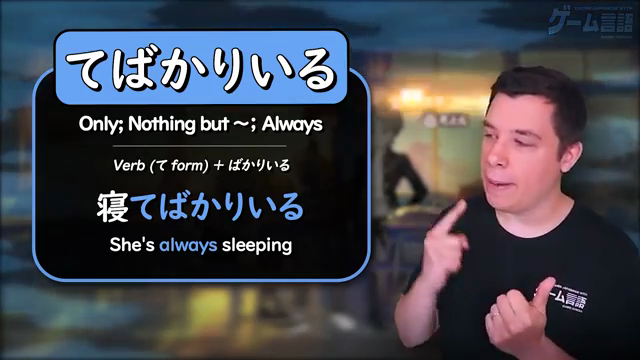 ゲーム言語
てばかりいる
Only; Nothing but ～; Always
Verb (て form) + ばかりいる
寝てばかりいる
She's always sleeping
ゲーム言語